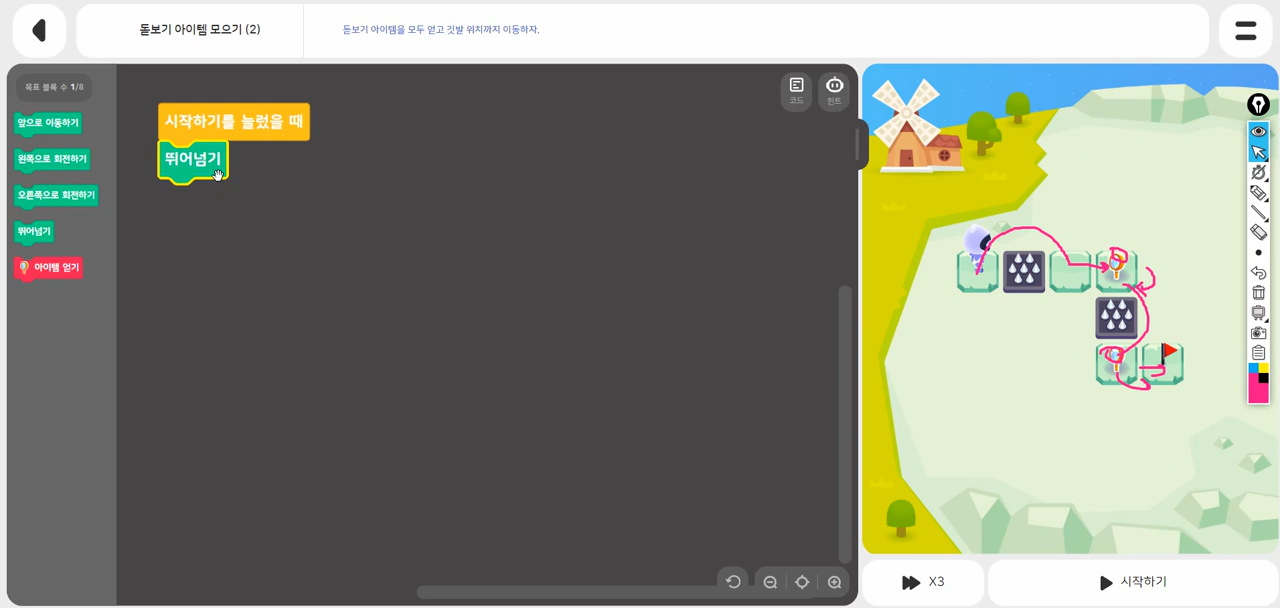 돋보기 아이템 모으기 (2)
돋보기 아이템을 모두 얻고 깃발 위치까지 이동하자.
목표 블록 수 1/8
앞으로 이동하기
왼쪽으로 회전하기
오른쪽으로 회전하기
뛰어넘기
아이템 얻기
시작하기를 눌렀을 때
뛰어넘기
코드
힌트
X3
시작하기